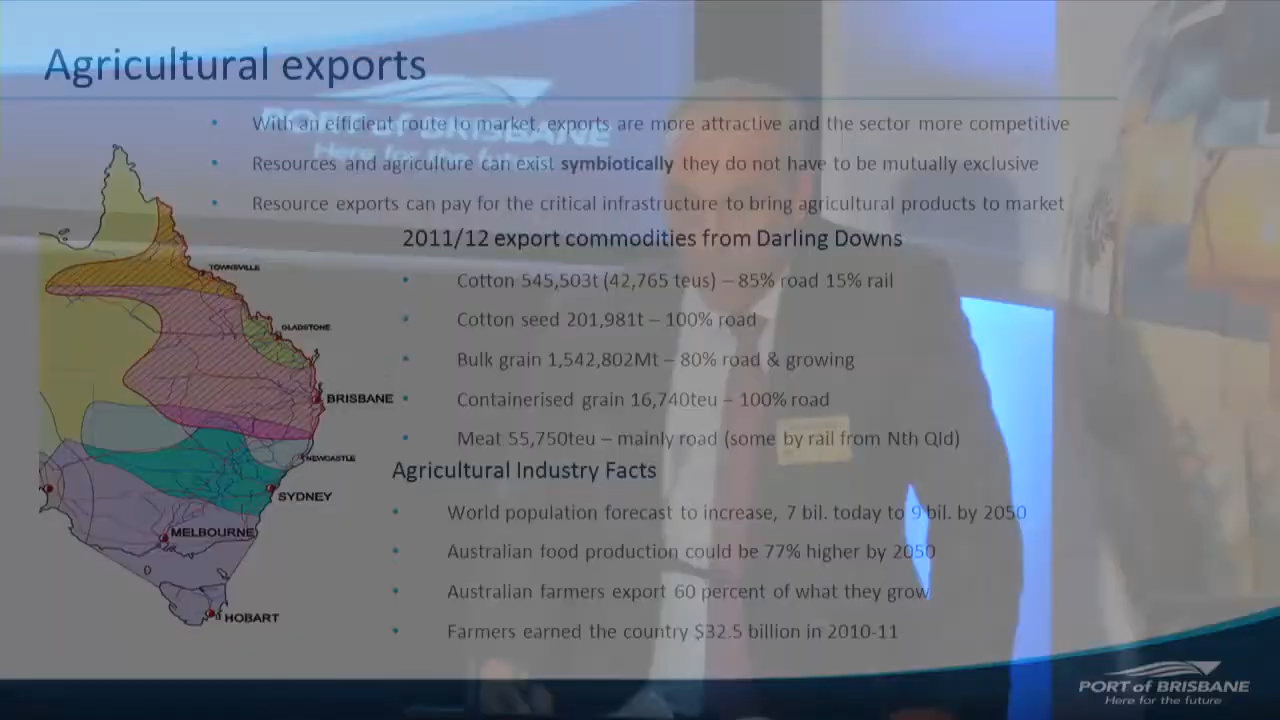 Agricultural exports
PORT of BRISBANE
Here for the fu
• With an efficient route to market, exports are more attractive and the sector more competitive
• Resources and agriculture can exist symbiotically they do not have to be mutually exclusive
• Resource exports can pay for the critical infrastructure to bring agricultural products to market
2011/12 export commodities from Darling Downs
• Cotton 545,503t (42,765 teus) – 85% road 15% rail
• Cotton seed 201,981t – 100% road
• Bulk grain 1,542,802Mt – 80% road & growing
• Containerised grain 16,740teu – 100% road
• Meat 55,750teu – mainly road (some by rail from Nth Qld)
Agricultural Industry Facts
• World population forecast to increase, 7 bil. today to 9 bil. by 2050
• Australian food production could be 77% higher by 2050
• Australian farmers export 60 percent of what they grow
• Farmers earned the country $32.5 billion in 2010-11
TOWNSVILLE
GLADSTONE
BRISBANE
NEWCASTLE
SYDNEY
MELBOURNE
HOBART
PORT of BRISBANE
Here for the future